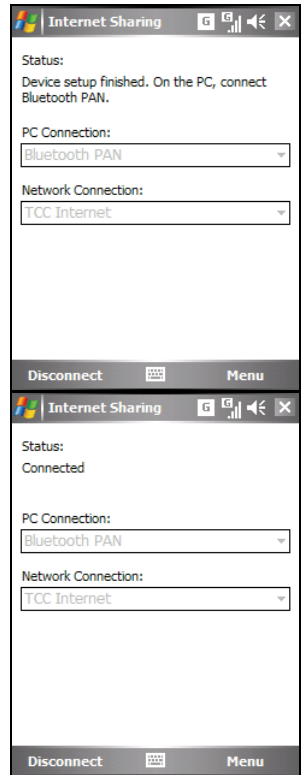 Internet Sharing G G
Status:
Device setup finished. On the PC, connect
Bluetooth PAN.
PC Connection:
Bluetooth PAN
Network Connection:
TCC Internet
Disconnect Menu
Internet Sharing G G
Status:
Connected
PC Connection:
Bluetooth PAN
Network Connection:
TCC Internet
Disconnect Menu